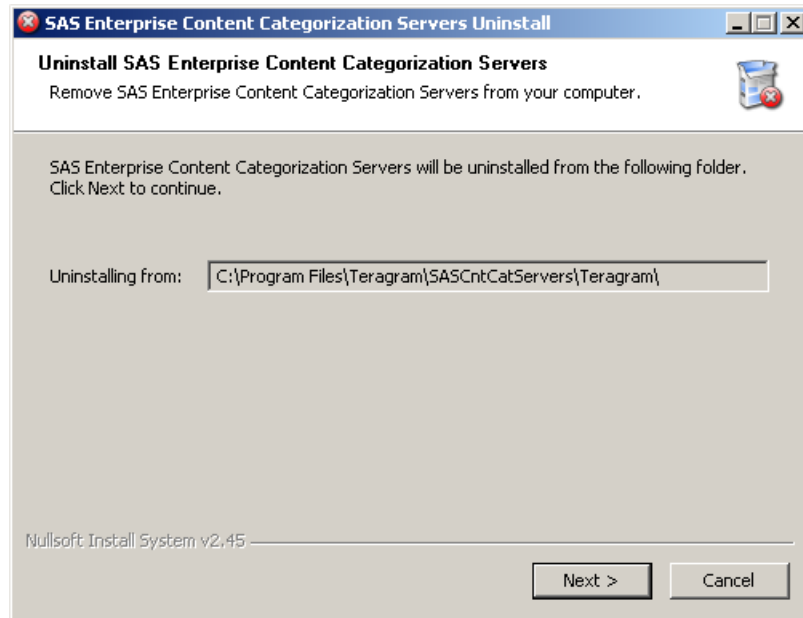 SAS Enterprise Content Categorization Servers Uninstall
Uninstall SAS Enterprise Content Categorization Servers
Remove SAS Enterprise Content Categorization Servers from your computer.
SAS Enterprise Content Categorization Servers will be uninstalled from the following folder.
Click Next to continue.
Uninstalling from: C:\Program Files\Teragram\SASCntCatServers\Teragram\
Nullsoft Install System v2.45
Next > Cancel